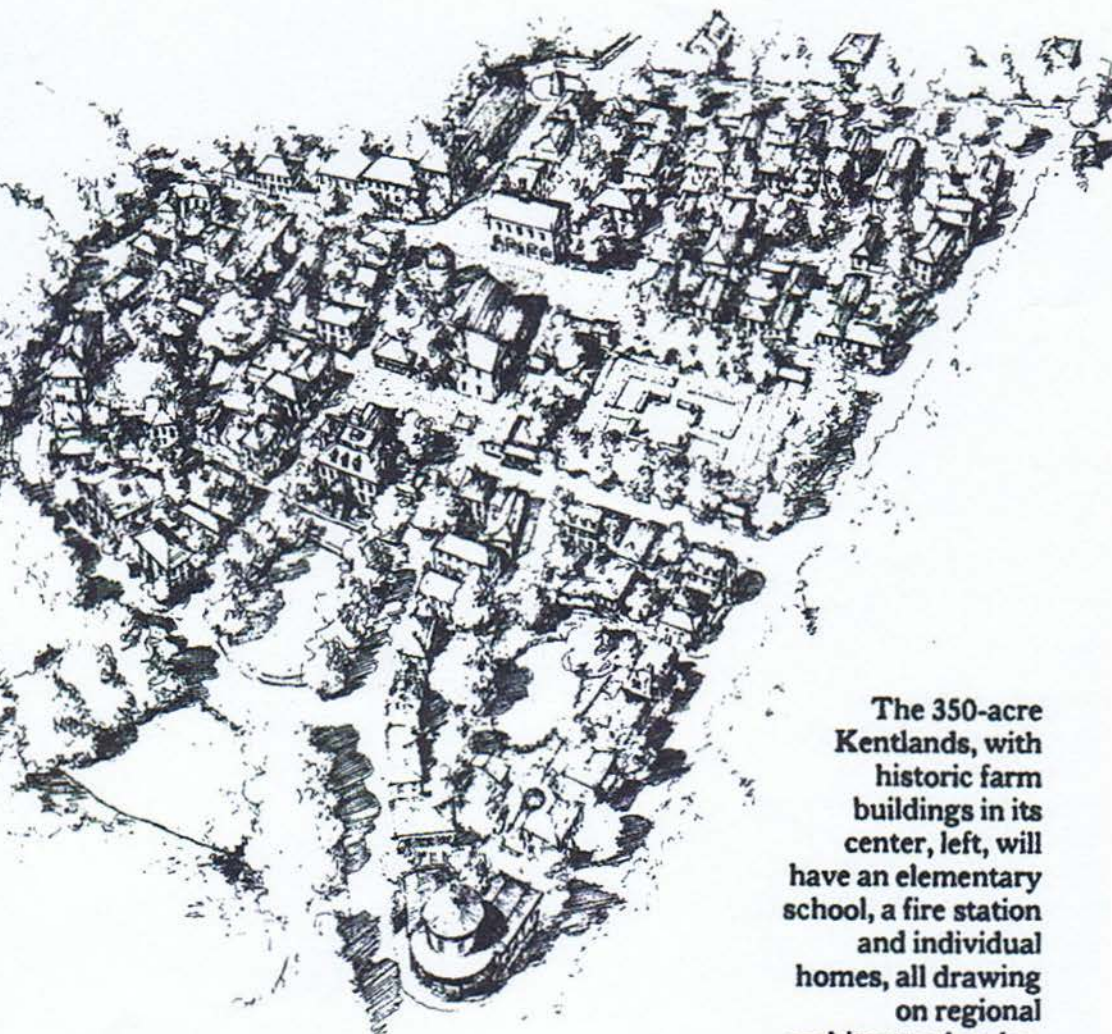 The 350-acre
Kentlands, with
historic farm
buildings in its
center, left, will
have an elementary
school, a fire station
and individual
homes, all drawing
on regional